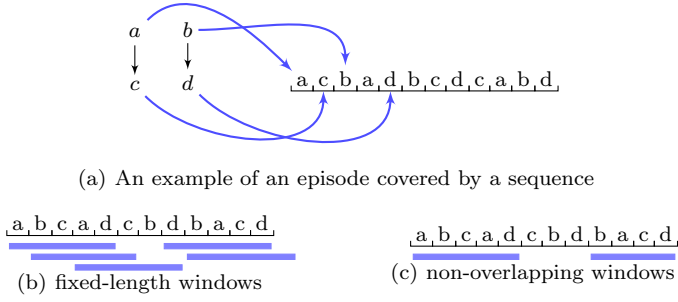 a b
c d
a c b a d b c d c a b d
(a) An example of an episode covered by a sequence
a b c a d c b d b a c d
(b) fixed-length windows
a b c a d c b d b a c d
(c) non-overlapping windows